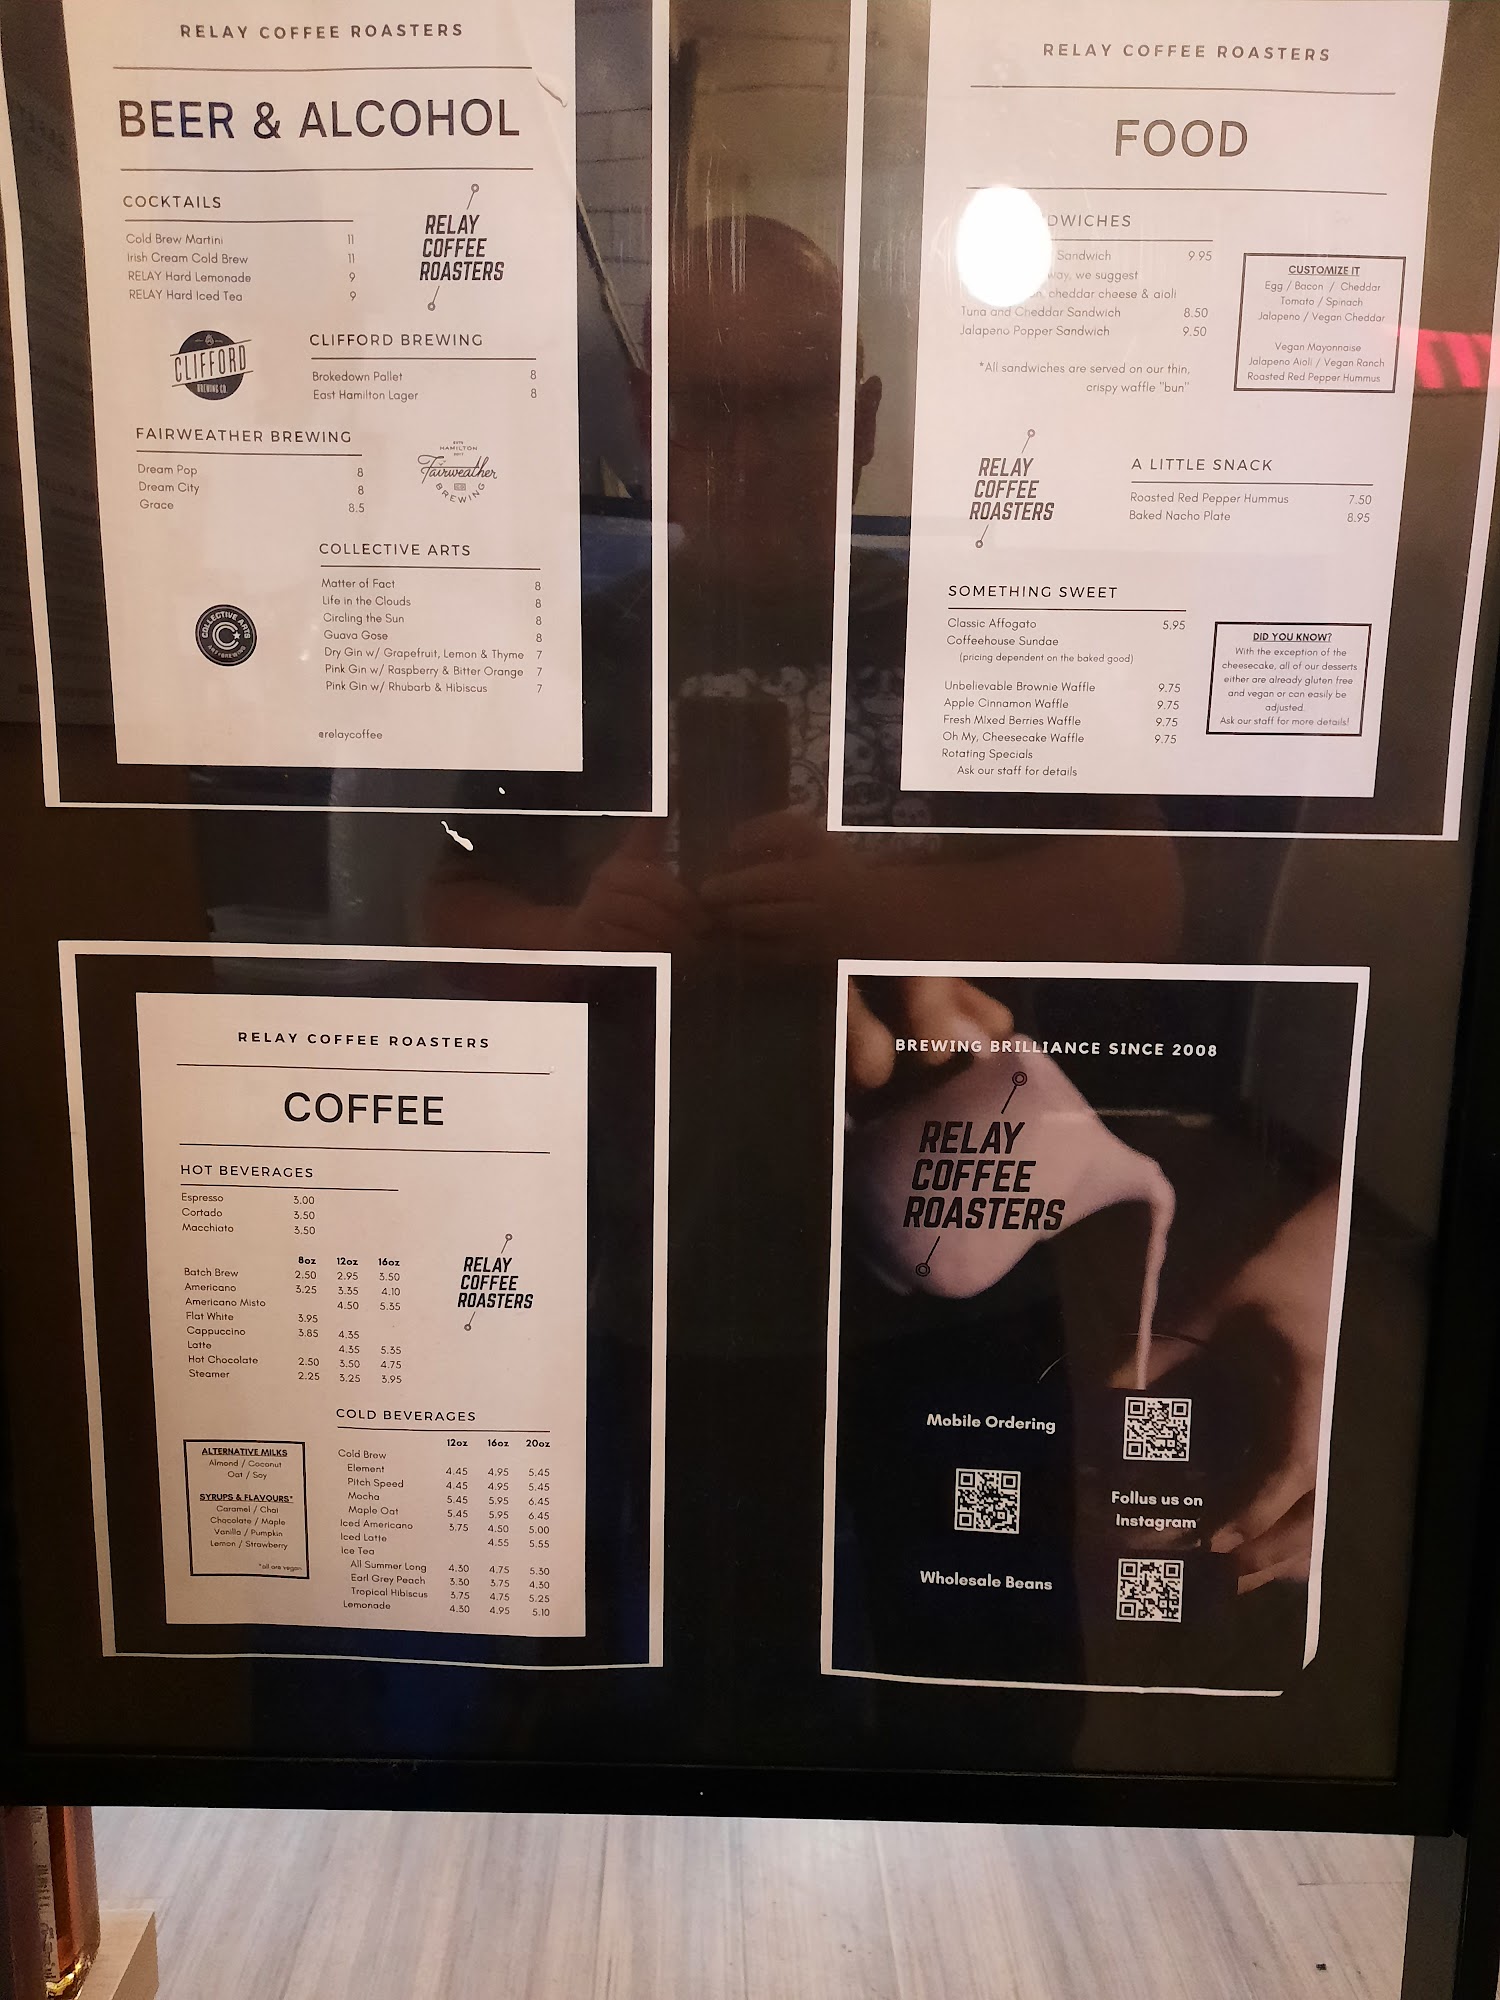 RELAY COFFEE ROASTERS
BEER & ALCOHOL
COCKTAILS
Cold Brew Martini 11
Irish Cream Cold Brew 11
RELAY Hard Lemonade 9
RELAY Hard Iced Tea 9
RELAY
COFFEE
ROASTERS
CLIFFORD
BREWING CO.
CLIFFORD BREWING
Brokedown Pallet 8
East Hamilton Lager 8
FAIRWEATHER BREWING
Dream Pop 8
Dream City 8
Grace 8.5
HAMILTON
Fairweather
BREWING
COLLECTIVE ARTS
Matter of Fact 8
Life in the Clouds 8
Circling the Sun 8
Guava Gose 8
Dry Gin w/ Grapefruit, Lemon & Thyme 7
Pink Gin w/ Raspberry & Bitter Orange 7
Pink Gin w/ Rhubarb & Hibiscus 7
COLLECTIVE ARTS
@relaycoffee
RELAY COFFEE ROASTERS
FOOD
DWICHES
Sandwich 9.95
way, we suggest
cheddar cheese & aioli
Tuna and Cheddar Sandwich 8.50
Jalapeno Popper Sandwich 9.50
*All sandwiches are served on our thin,
crispy waffle "bun"
CUSTOMIZE IT
Egg / Bacon / Cheddar
Tomato / Spinach
Jalapeno / Vegan Cheddar
Vegan Mayonnaise
Jalapeno Aioli / Vegan Ranch
Roasted Red Pepper Hummus
RELAY
COFFEE
ROASTERS
A LITTLE SNACK
Roasted Red Pepper Hummus 7.50
Baked Nacho Plate 8.95
SOMETHING SWEET
Classic Affogato 5.95
Coffeehouse Sundae
(pricing dependent on the baked good)
Unbelievable Brownie Waffle 9.75
Apple Cinnamon Waffle 9.75
Fresh Mixed Berries Waffle 9.75
Oh My, Cheesecake Waffle 9.75
Rotating Specials
Ask our staff for details
DID YOU KNOW?
With the exception of the
cheesecake, all of our desserts
either are already gluten free
and vegan or can easily be
adjusted.
Ask our staff for more details!
RELAY COFFEE ROASTERS
COFFEE
HOT BEVERAGES
Espresso 3.00
Cortado 3.50
Macchiato 3.50
8oz 12oz 16oz
Batch Brew 2.50 2.95 3.50
Americano 3.25 3.35 4.10
Americano Misto 4.50 5.35
Flat White 3.95
Cappuccino 3.85 4.35
Latte 4.35 5.35
Hot Chocolate 2.50 3.50 4.75
Steamer 2.25 3.25 3.95
RELAY
COFFEE
ROASTERS
ALTERNATIVE MILKS
Almond / Coconut
Oat / Soy
SYRUPS & FLAVOURS*
Caramel / Chai
Chocolate / Maple
Vanilla / Pumpkin
Lemon / Strawberry
*all are vegan
COLD BEVERAGES
12oz 16oz 20oz
Cold Brew
Element 4.45 4.95 5.45
Pitch Speed 4.45 4.95 5.45
Mocha 5.45 5.95 6.45
Maple Oat 5.45 5.95 6.45
Iced Americano 3.75 4.50 5.00
Iced Latte 4.55 5.55
Ice Tea
All Summer Long 4.30 4.75 5.30
Earl Grey Peach 3.30 3.75 4.30
Tropical Hibiscus 3.75 4.75 5.25
Lemonade 4.30 4.95 5.10
BREWING BRILLIANCE SINCE 2008
RELAY
COFFEE
ROASTERS
Mobile Ordering
Follus us on
Instagram
Wholesale Beans